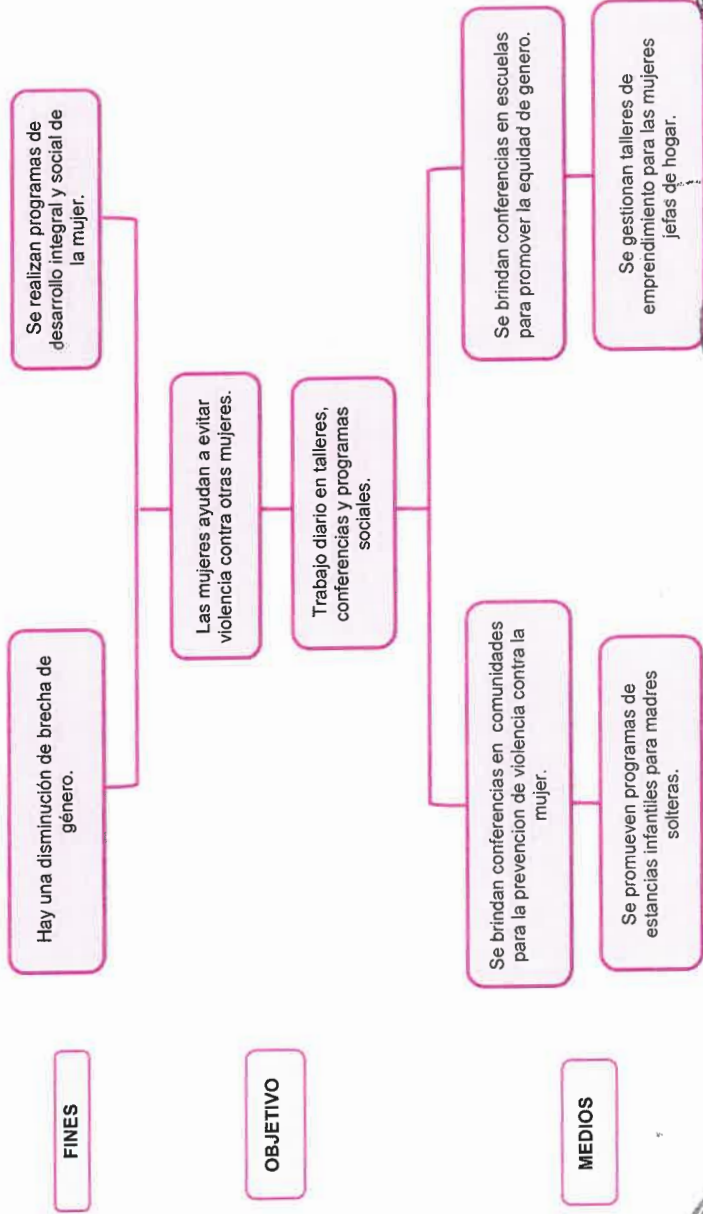 FINES
Hay una disminución de brecha de
género.
Se realizan programas de
desarrollo integral y social de
la mujer.
OBJETIVO
Las mujeres ayudan a evitar
violencia contra otras mujeres.
Trabajo diario en talleres,
conferencias y programas
sociales.
MEDIOS
Se brindan conferencias en comunidades
para la prevencion de violencia contra la
mujer.
Se promueven programas de
estancias infantiles para madres
solteras.
Se brindan conferencias en escuelas
para promover la equidad de genero.
Se gestionan talleres de
emprendimiento para las mujeres
jefas de hogar.